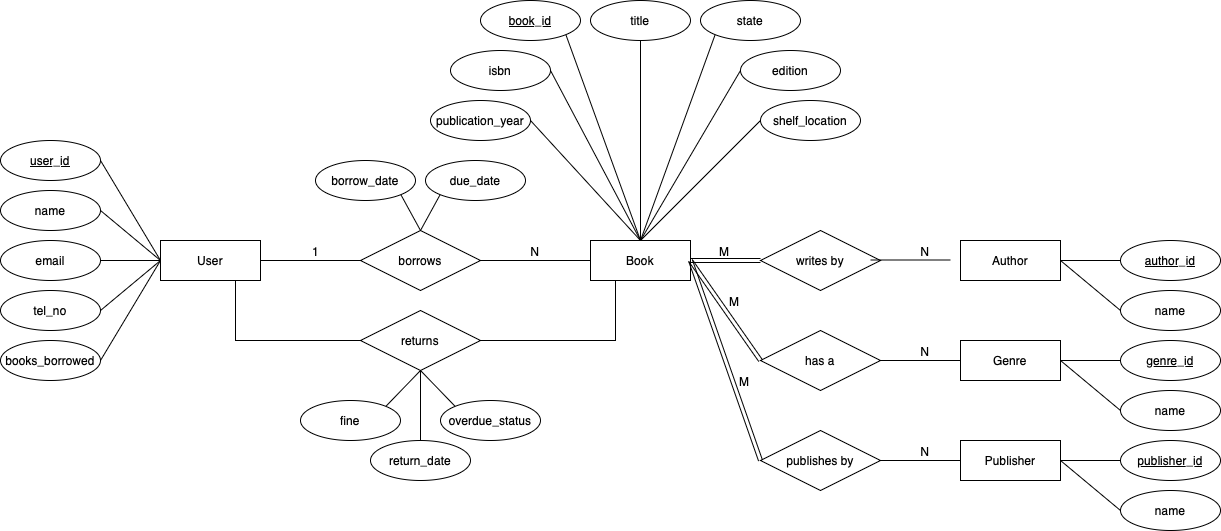 book_id
title
state
isbn
edition
publication_year
shelf_location
user_id
name
email
tel_no
books_borrowed
borrow_date
due_date
User
1
borrows
N
Book
M
writes by
N
Author
author_id
name
returns
fine
overdue_status
return_date
M
has a
N
Genre
genre_id
name
M
publishes by
N
Publisher
publisher_id
name